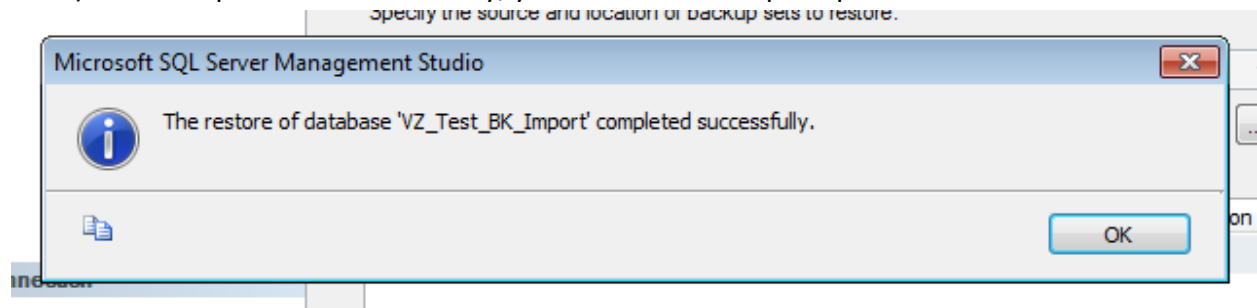 Specify the source and location of backup sets to restore:
Microsoft SQL Server Management Studio
The restore of database 'VZ_Test_BK_Import' completed successfully.
OK
on